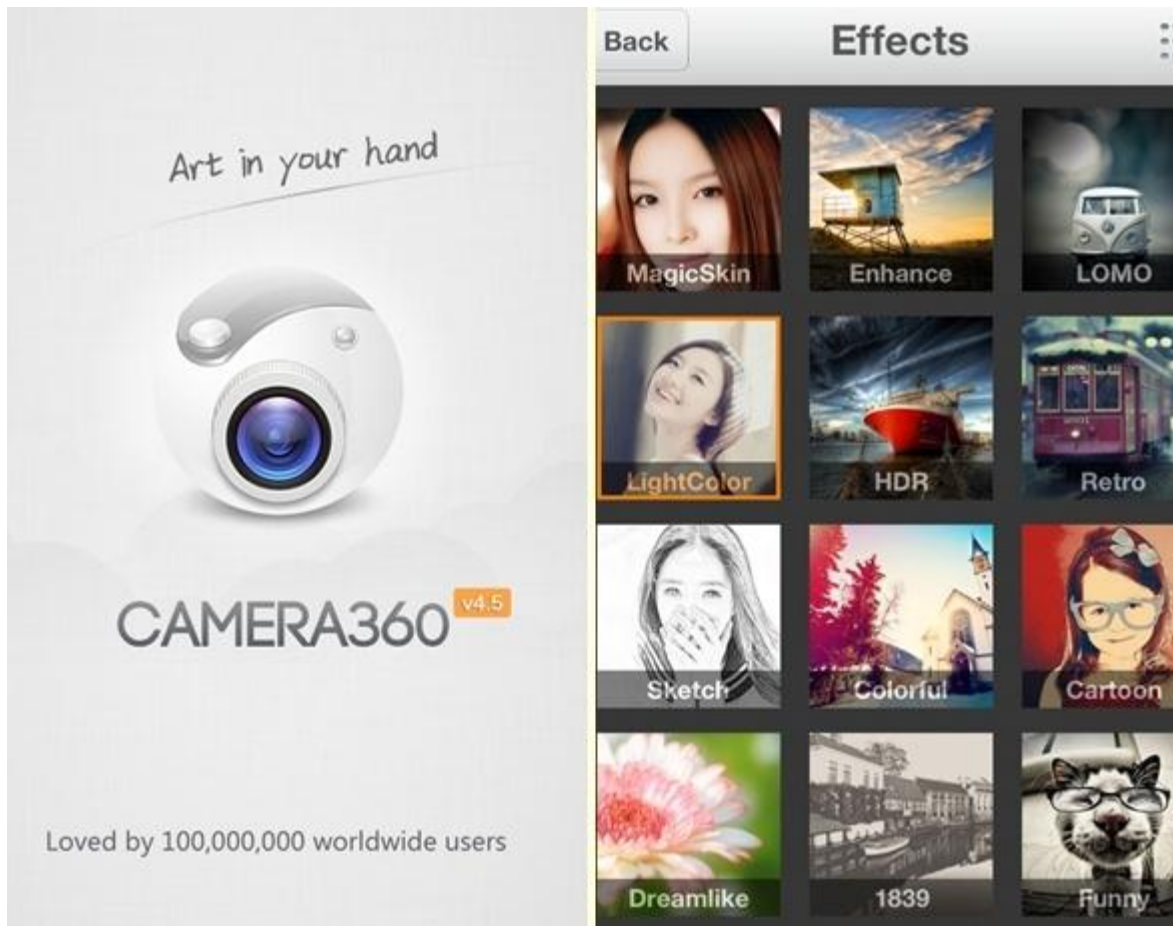 Art in your hand
CAMERA360 v4.5
Loved by 100,000,000 worldwide users
Back
Effects
MagicSkin
Enhance
LOMO
LightColor
HDR
Retro
Sketch
Colorful
Cartoon
Dreamlike
1839
Funny